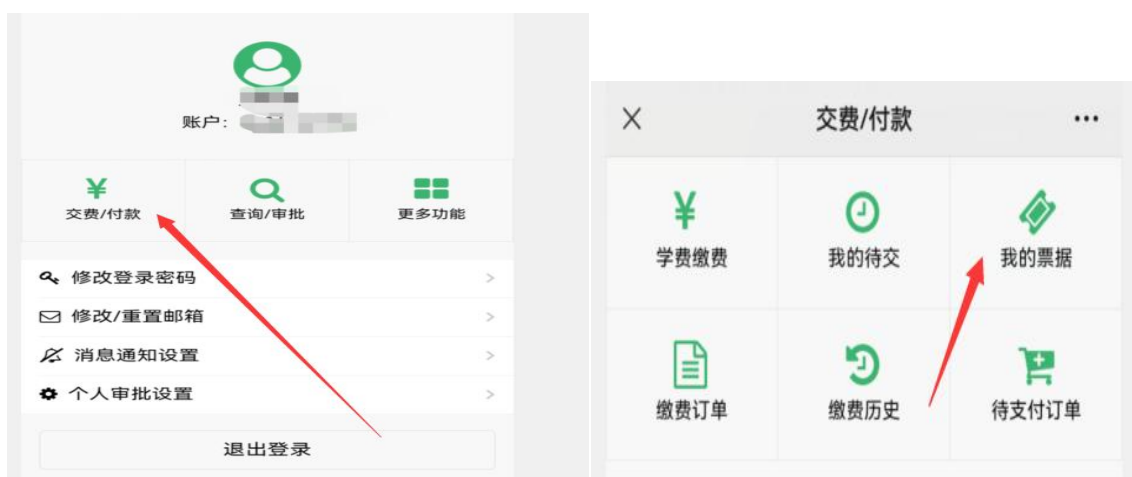 账户:
¥
交费/付款
查询/审批
更多功能
修改登录密码
修改/重置邮箱
消息通知设置
个人审批设置
退出登录
交费/付款
¥
学费缴费
我的待交
我的票据
缴费订单
缴费历史
待支付订单